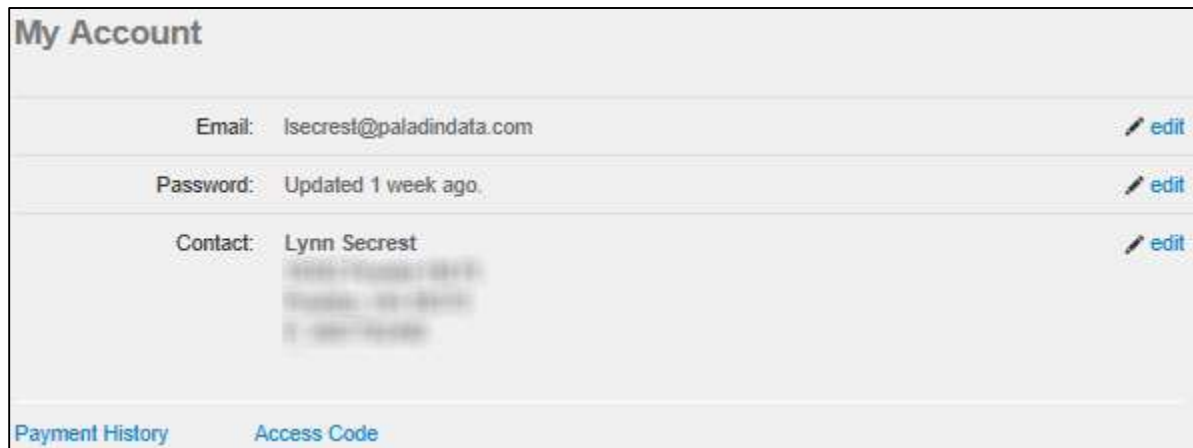 My Account
Email: lsecrest@paladindata.com edit
Password: Updated 1 week ago. edit
Contact: Lynn Secrest edit
Payment History Access Code